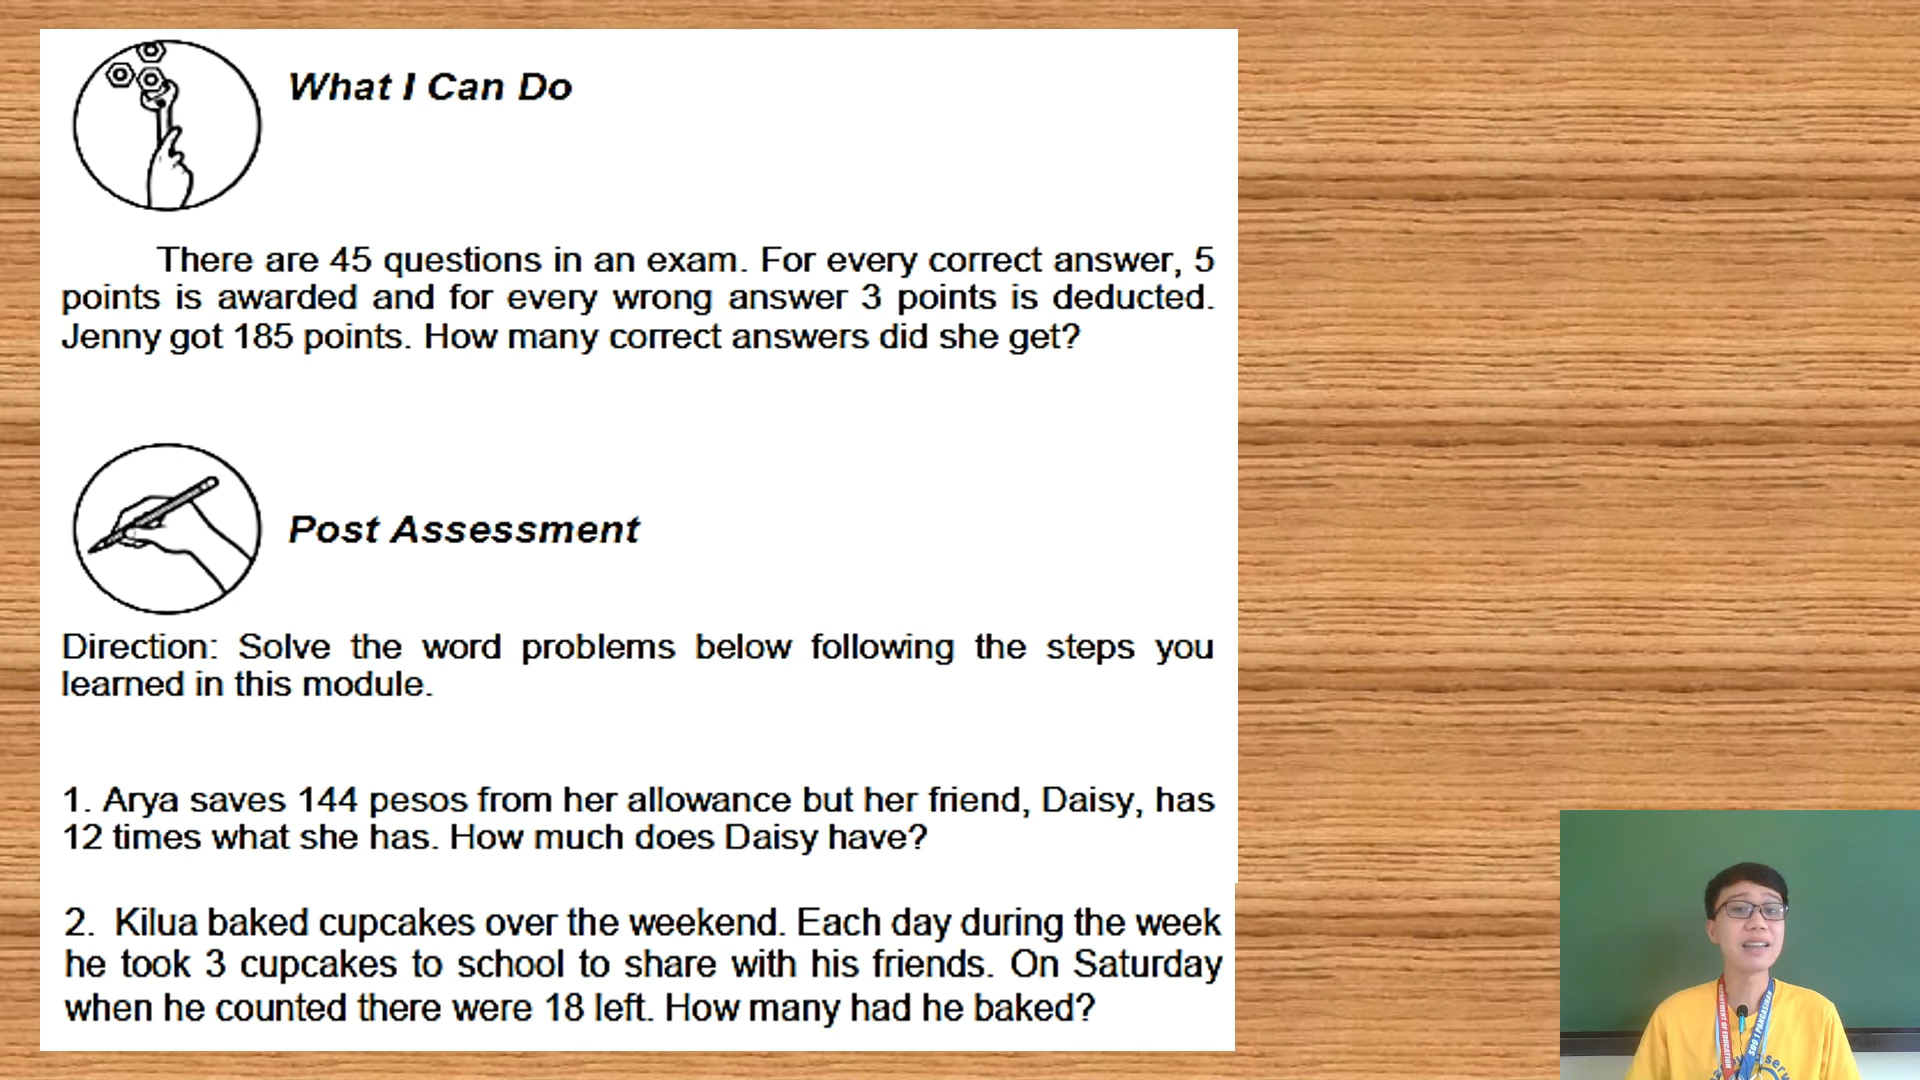 What I Can Do
There are 45 questions in an exam. For every correct answer, 5
points is awarded and for every wrong answer 3 points is deducted.
Jenny got 185 points. How many correct answers did she get?
Post Assessment
Direction: Solve the word problems below following the steps you
learned in this module.
1. Arya saves 144 pesos from her allowance but her friend, Daisy, has
12 times what she has. How much does Daisy have?
2. Kilua baked cupcakes over the weekend. Each day during the week
he took 3 cupcakes to school to share with his friends. On Saturday
when he counted there were 18 left. How many had he baked?